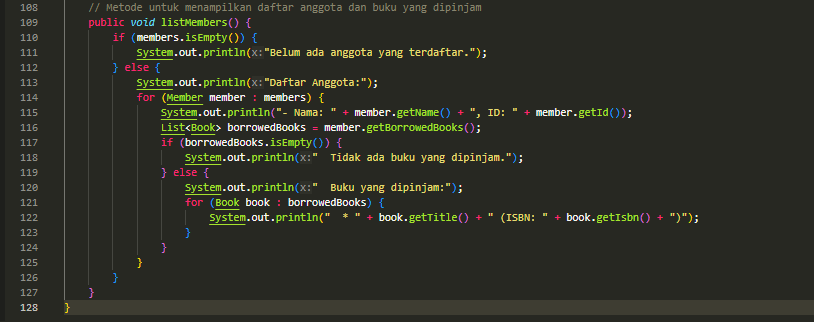 108 // Metode untuk menampilkan daftar anggota dan buku yang dipinjam
109 public void listMembers() {
110 if (members.isEmpty()) {
111 System.out.println(x:"Belum ada anggota yang terdaftar.");
112 } else {
113 System.out.println(x:"Daftar Anggota:");
114 for (Member member : members) {
115 System.out.println("- Nama: " + member.getName() + ", ID: " + member.getId());
116 List<Book> borrowedBooks = member.getBorrowedBooks();
117 if (borrowedBooks.isEmpty()) {
118 System.out.println(x:"  Tidak ada buku yang dipinjam.");
119 } else {
120 System.out.println(x:"  Buku yang dipinjam:");
121 for (Book book : borrowedBooks) {
122 System.out.println("  * " + book.getTitle() + " (ISBN: " + book.getIsbn() + ")");
123 }
124 }
125 }
126 }
127 }
128 }